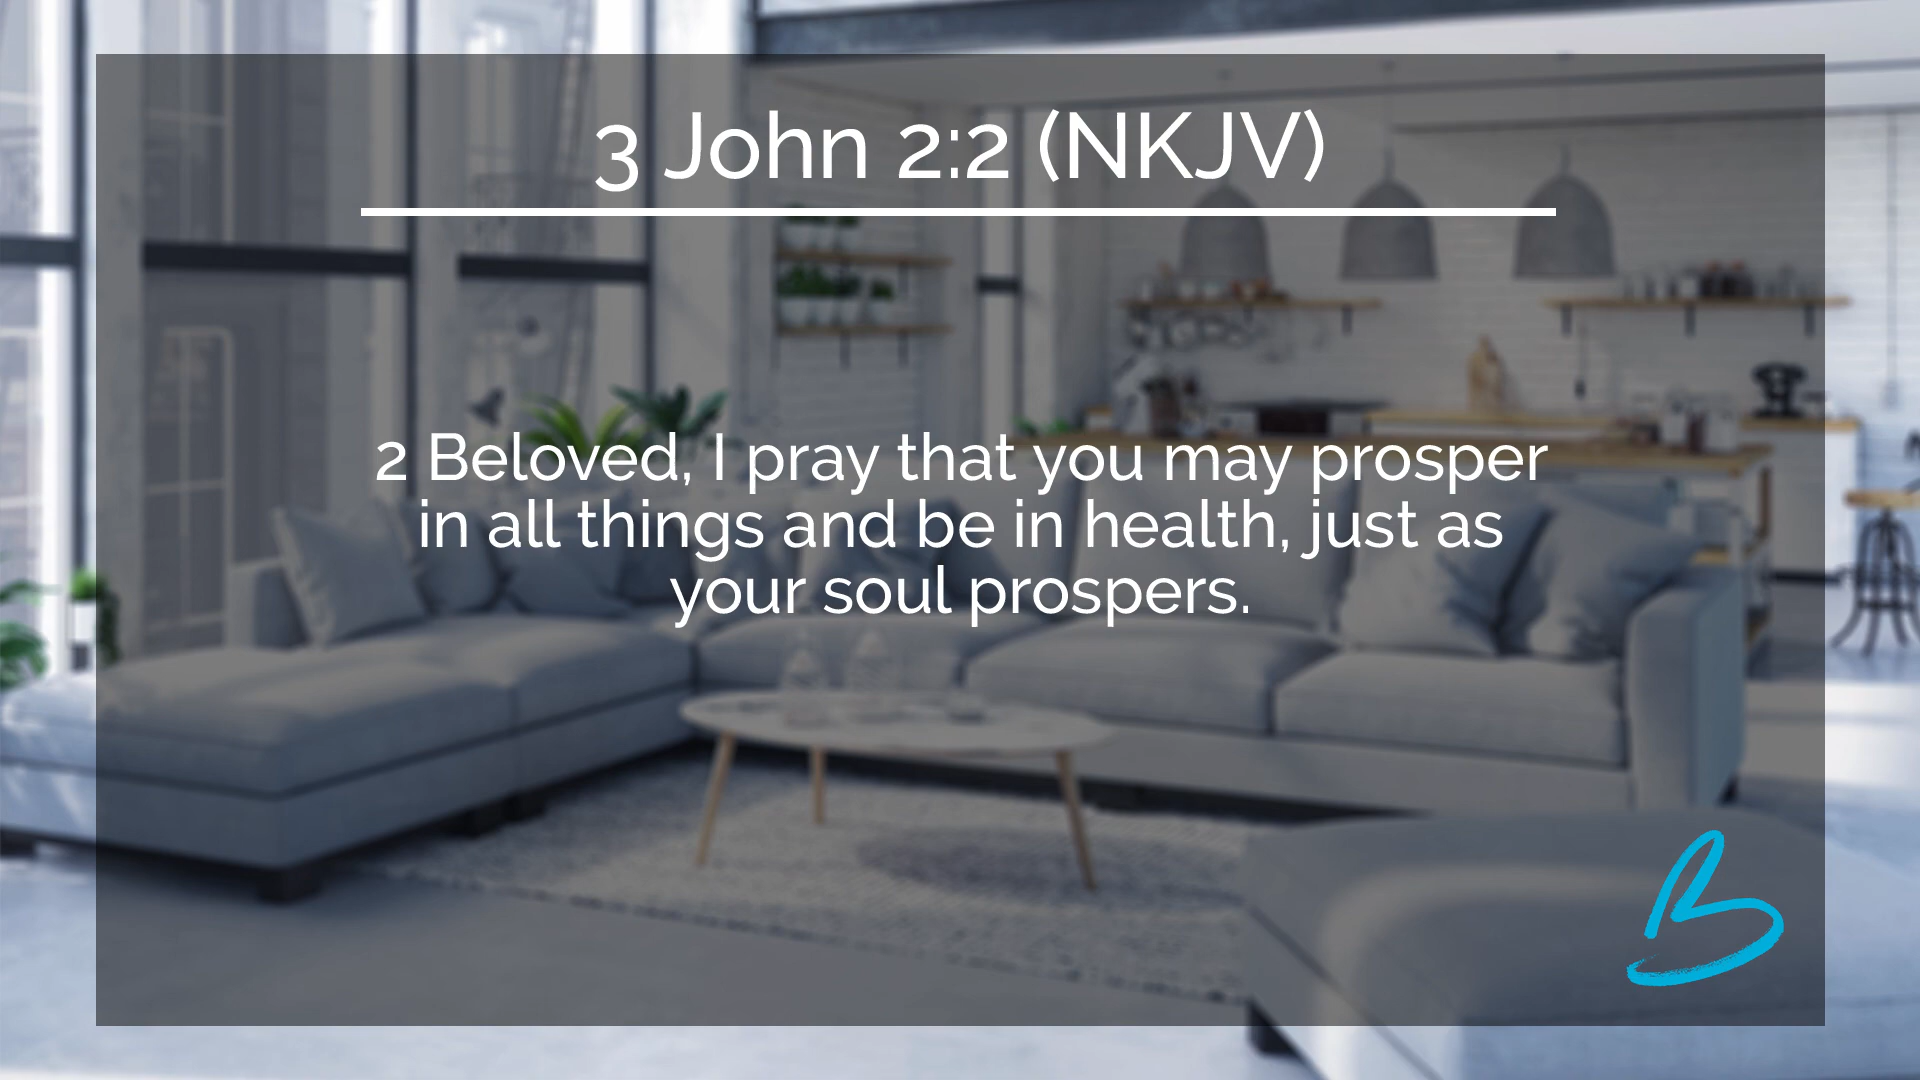 3 John 2:2 (NKJV)
2 Beloved, I pray that you may prosper
in all things and be in health, just as
your soul prospers.
B